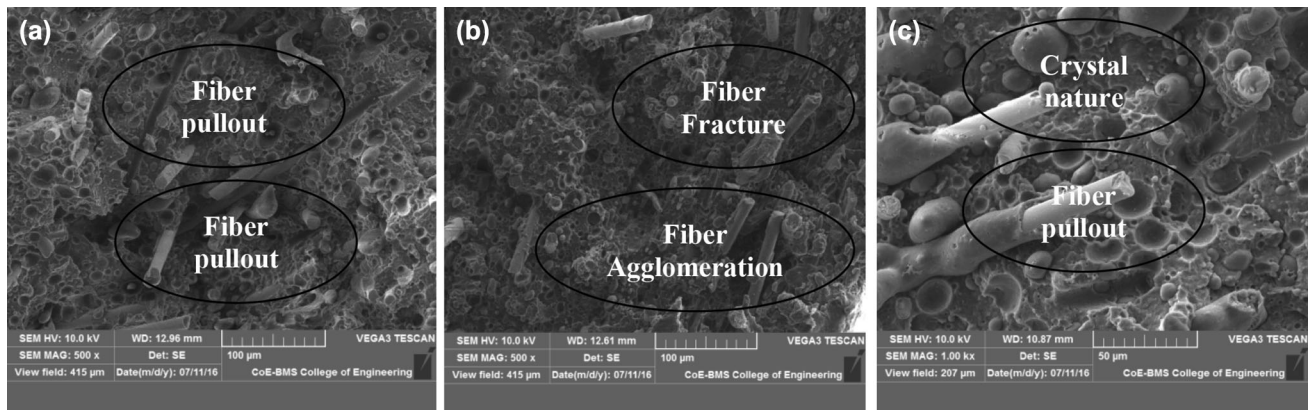 (a)
Fiber
pullout
Fiber
pullout
SEM HV: 10.0 kV WD: 12.96 mm VEGA3 TESCAN
SEM MAG: 500 x Det: SE 100 µm
View field: 415 µm Date(m/d/y): 07/11/16 CoE-BMS College of Engineering
(b)
Fiber
Fracture
Fiber
Agglomeration
SEM HV: 10.0 kV WD: 12.61 mm VEGA3 TESCAN
SEM MAG: 500 x Det: SE 100 µm
View field: 415 µm Date(m/d/y): 07/11/16 CoE-BMS College of Engineering
(c)
Crystal
nature
Fiber
pullout
SEM HV: 10.0 kV WD: 10.87 mm VEGA3 TESCAN
SEM MAG: 1.00 kx Det: SE 50 µm
View field: 207 µm Date(m/d/y): 07/11/16 CoE-BMS College of Engineering